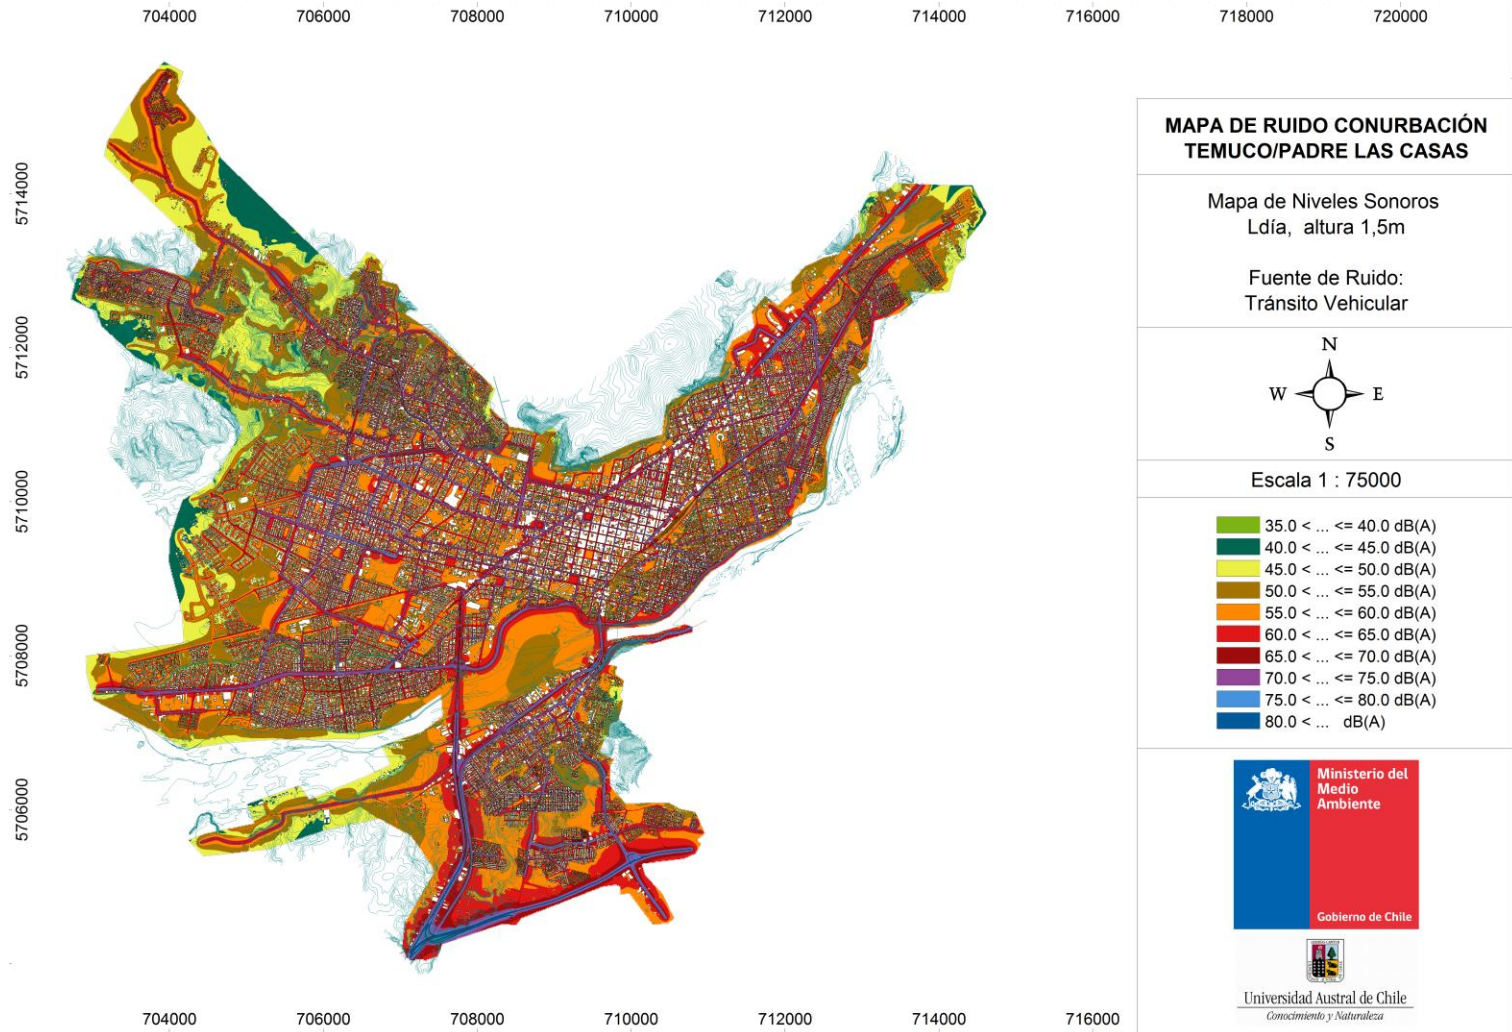 704000 706000 708000 710000 712000 714000 716000 718000 720000
5714000
5712000
5710000
5708000
5706000
704000 706000 708000 710000 712000 714000 716000
MAPA DE RUIDO CONURBACIÓN
TEMUCO/PADRE LAS CASAS
Mapa de Niveles Sonoros
Ldía, altura 1,5m
Fuente de Ruido:
Tránsito Vehicular
N
W E
S
Escala 1 : 75000
35.0 < ... <= 40.0 dB(A)
40.0 < ... <= 45.0 dB(A)
45.0 < ... <= 50.0 dB(A)
50.0 < ... <= 55.0 dB(A)
55.0 < ... <= 60.0 dB(A)
60.0 < ... <= 65.0 dB(A)
65.0 < ... <= 70.0 dB(A)
70.0 < ... <= 75.0 dB(A)
75.0 < ... <= 80.0 dB(A)
80.0 < ... dB(A)
Ministerio del
Medio
Ambiente
Gobierno de Chile
Universidad Austral de Chile
Conocimiento y Naturaleza